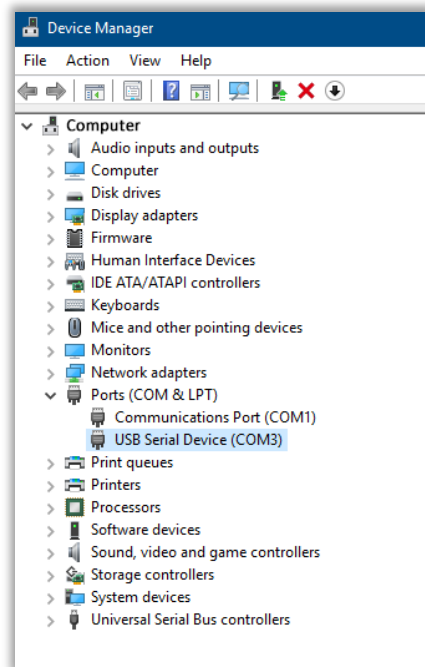 Device Manager
File Action View Help
Computer
Audio inputs and outputs
Computer
Disk drives
Display adapters
Firmware
Human Interface Devices
IDE ATA/ATAPI controllers
Keyboards
Mice and other pointing devices
Monitors
Network adapters
Ports (COM & LPT)
Communications Port (COM1)
USB Serial Device (COM3)
Print queues
Printers
Processors
Software devices
Sound, video and game controllers
Storage controllers
System devices
Universal Serial Bus controllers